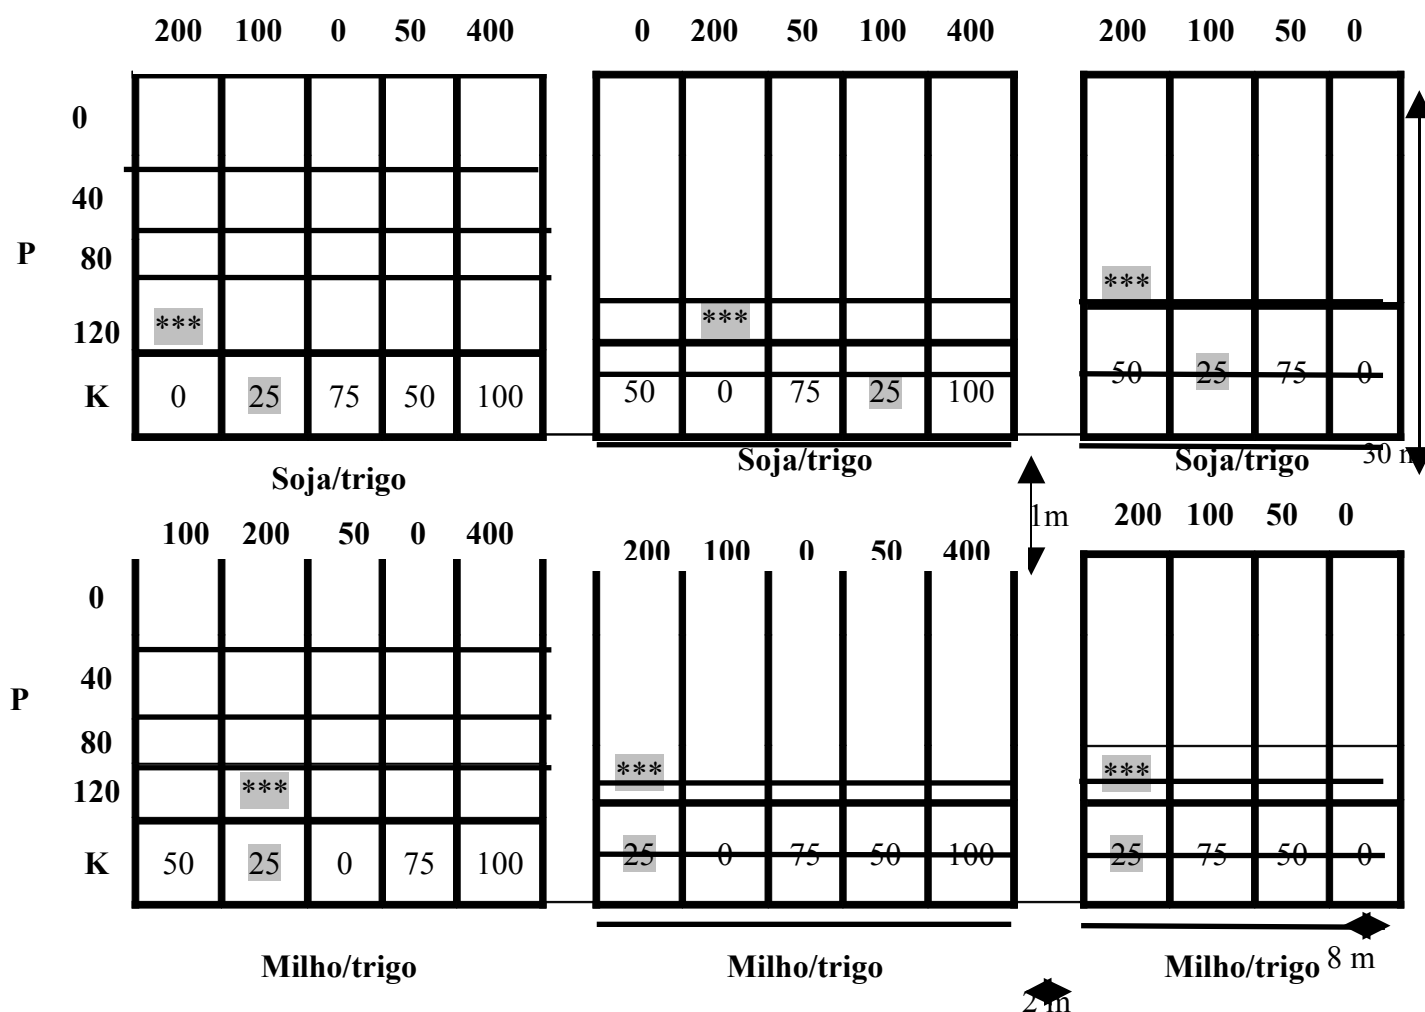 200 100 0 50 400 0 200 50 100 400 200 100 50 0
0
40
P 80
***
120 *** ***
K 0 25 75 50 100 50 0 75 25 100 50 25 75 0
Soja/trigo Soja/trigo Soja/trigo 30 m
1m
100 200 50 0 400 200 100 0 50 400 200 100 50 0
0
40
P
80
*** ***
120 ***
K 50 25 0 75 100 25 0 75 50 100 25 75 50 0
Milho/trigo Milho/trigo Milho/trigo 8 m
2 m